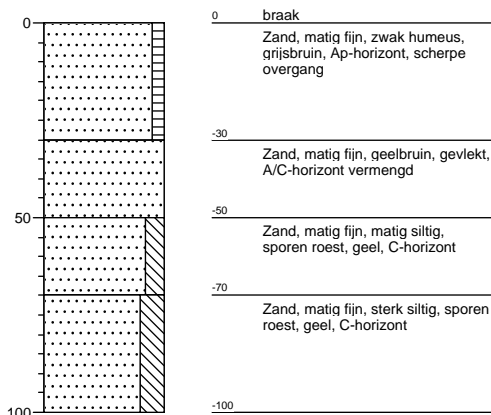 0
50
100
0
braak
Zand, matig fijn, zwak humeus,
grijsbruin, Ap-horizont, scherpe
overgang
-30
Zand, matig fijn, geelbruin, gevlekt,
A/C-horizont vermengd
-50
Zand, matig fijn, matig siltig,
sporen roest, geel, C-horizont
-70
Zand, matig fijn, sterk siltig, sporen
roest, geel, C-horizont
-100